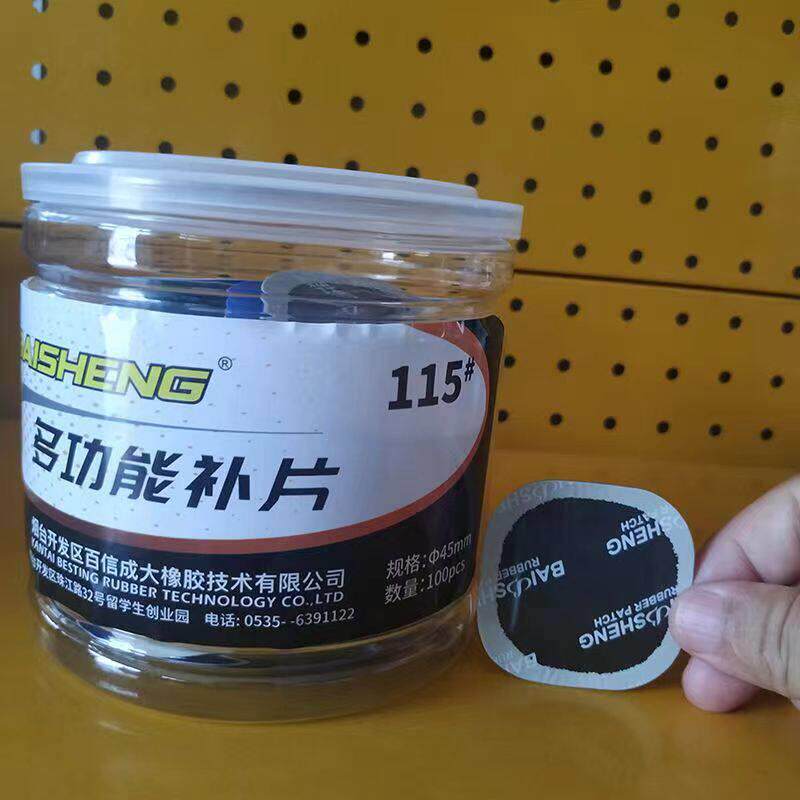 BAISHENG®
115#
多功能补片
烟台开发区百信成大橡胶技术有限公司
YANTAI BESTING RUBBER TECHNOLOGY CO.,LTD
开发区珠江路32号留学生创业园 电话: 0535- -6391122
规格: Φ45mm
数量: 100pcs
BAISHENG
RUBBER PATCH
BAISHENG
RUBBER PATCH